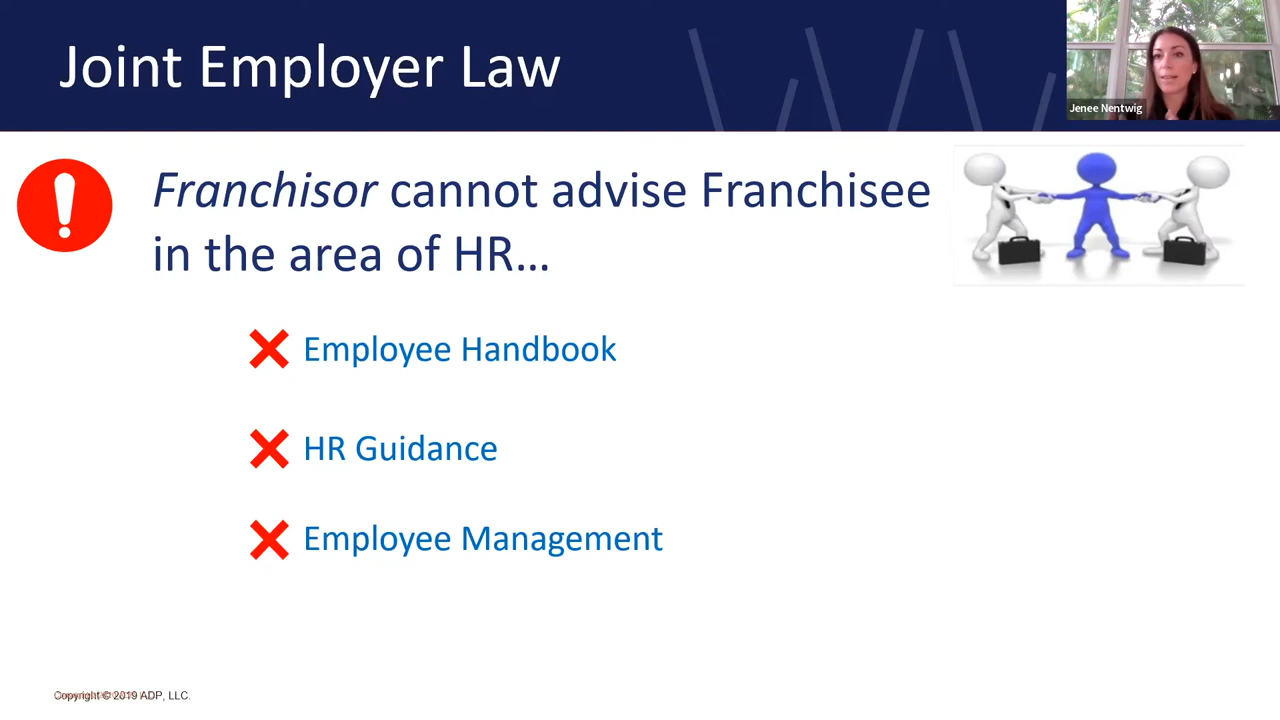 Joint Employer Law
Jenee Nentwig
Franchisor cannot advise Franchisee
in the area of HR...
Employee Handbook
HR Guidance
Employee Management
Copyright © 2019 ADP, LLC.